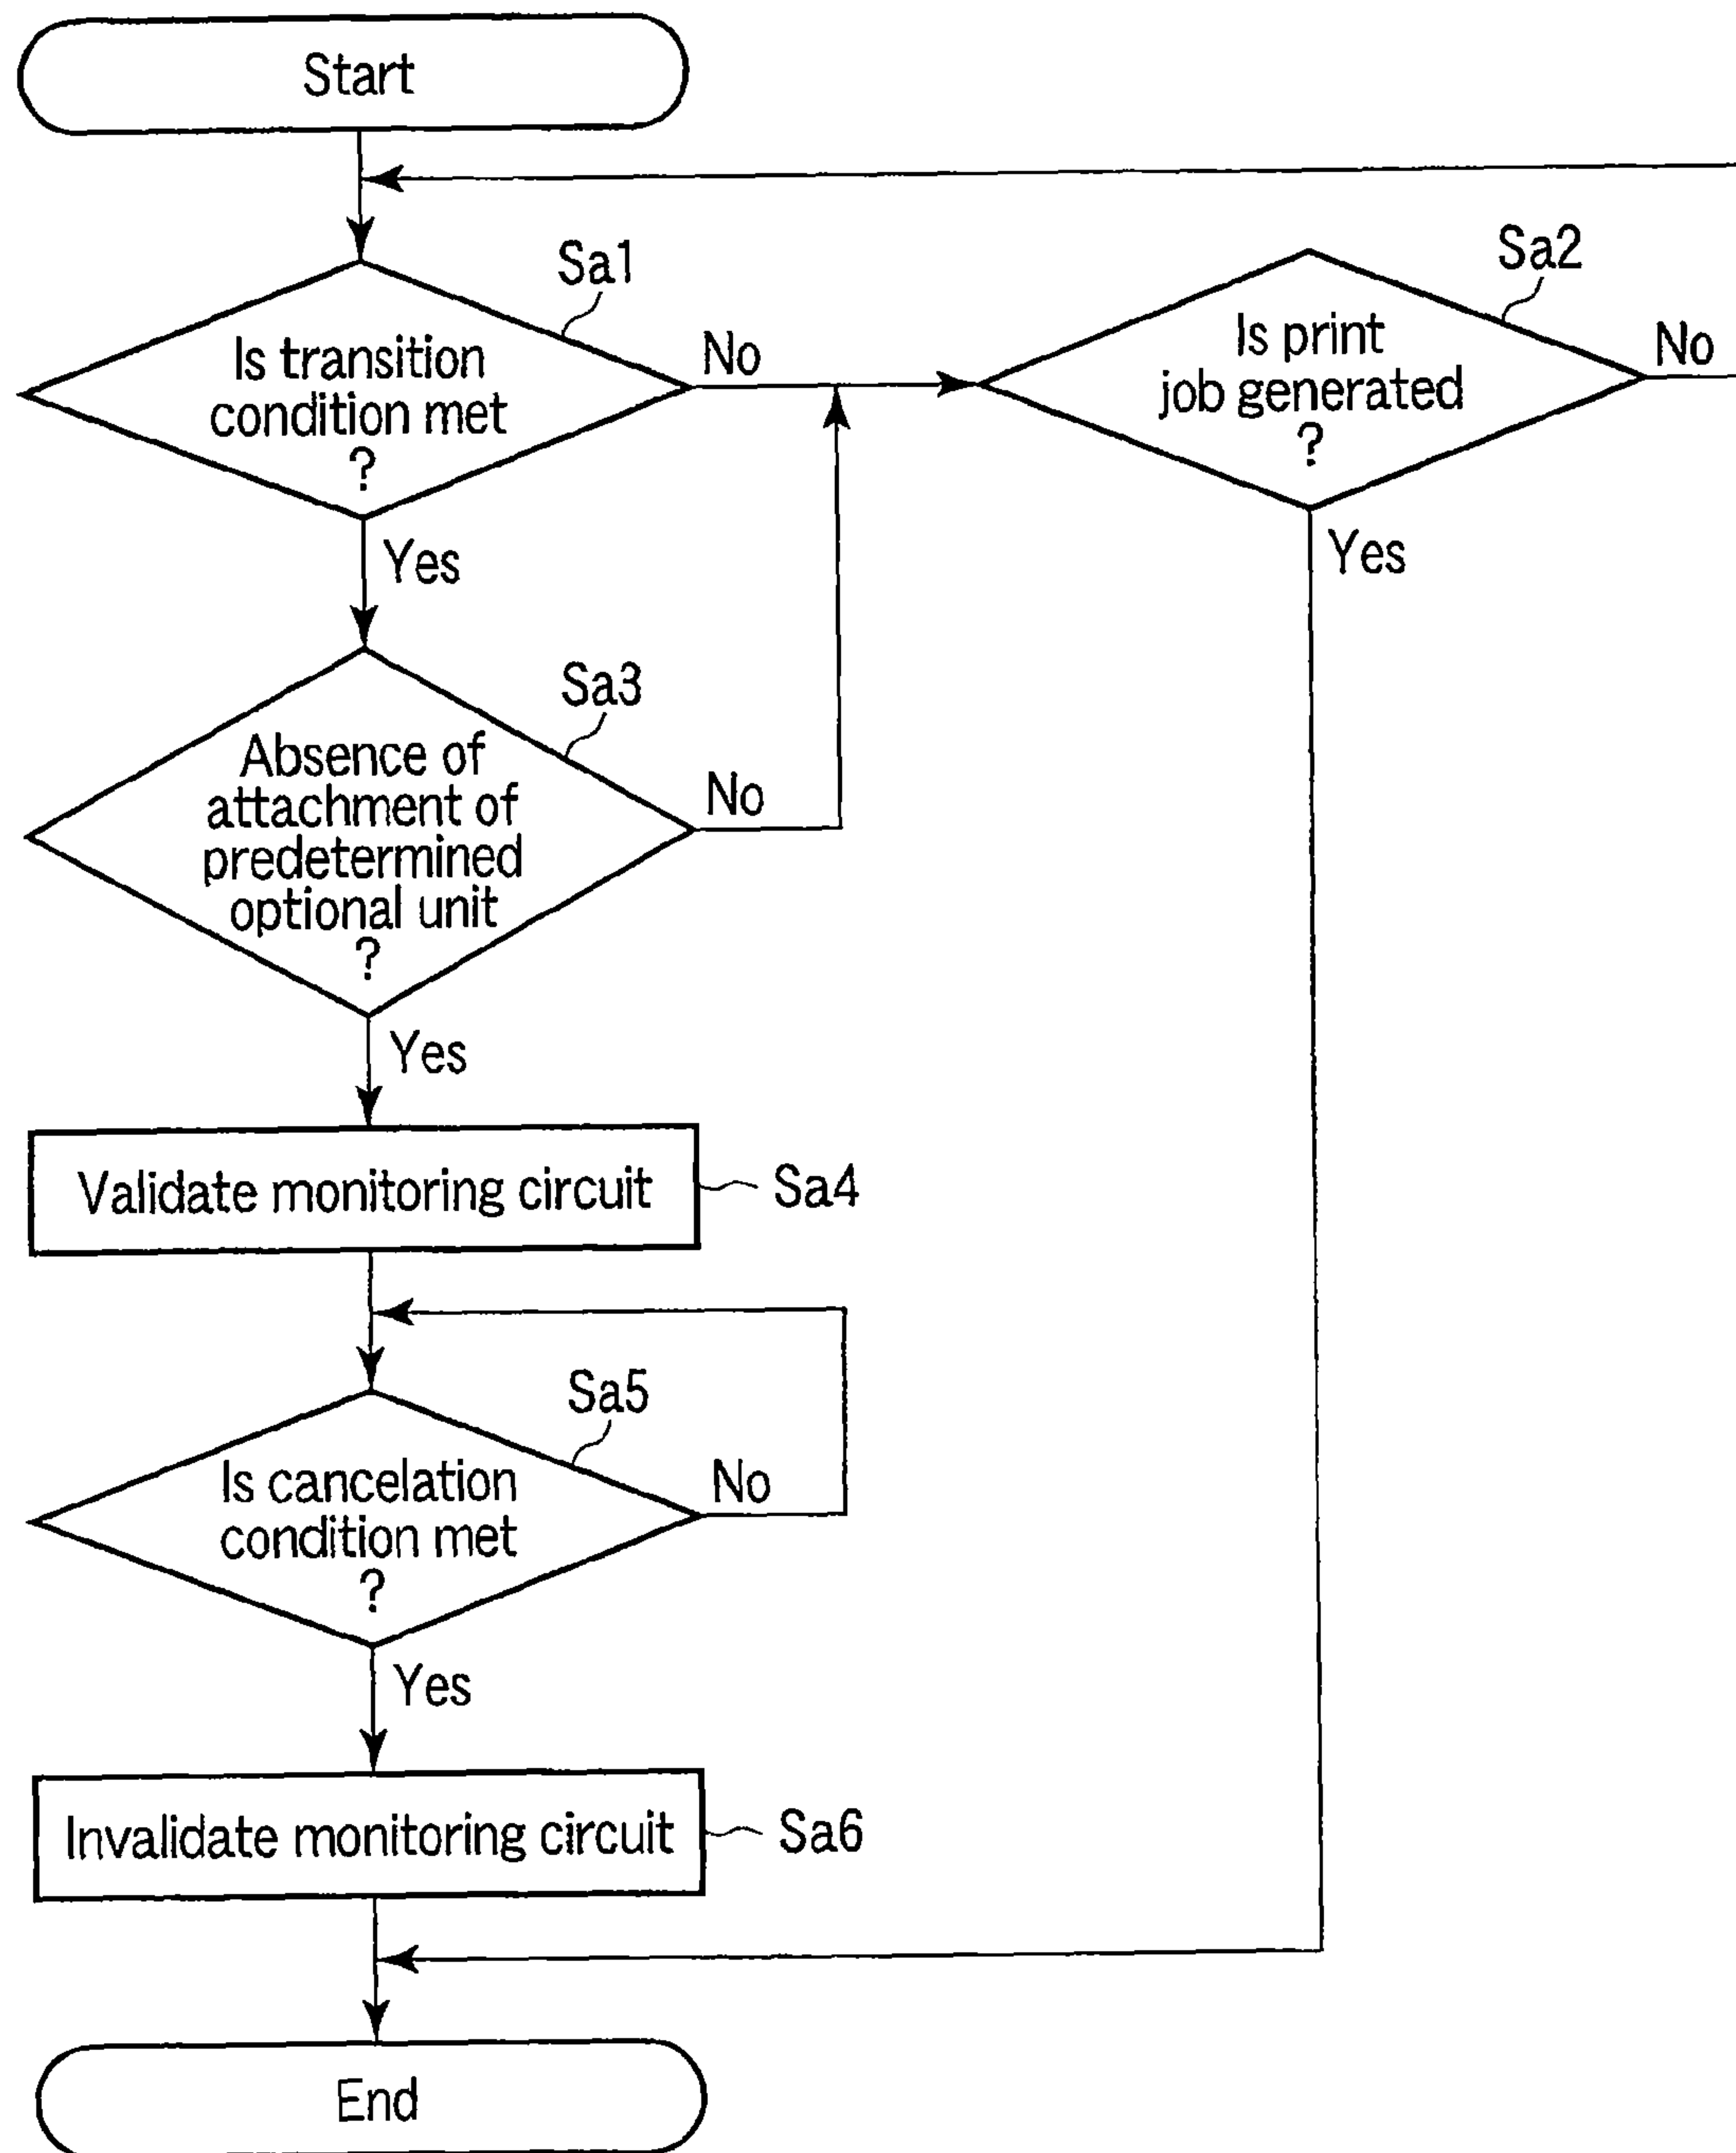 Start
Sa1
Is transition
condition met
?
No
Yes
Sa2
Is print
job generated
?
No
Yes
Sa3
Absence of
attachment of
predetermined
optional unit
?
No
Yes
Validate monitoring circuit
Sa4
Sa5
Is cancelation
condition met
?
No
Yes
Invalidate monitoring circuit
Sa6
End